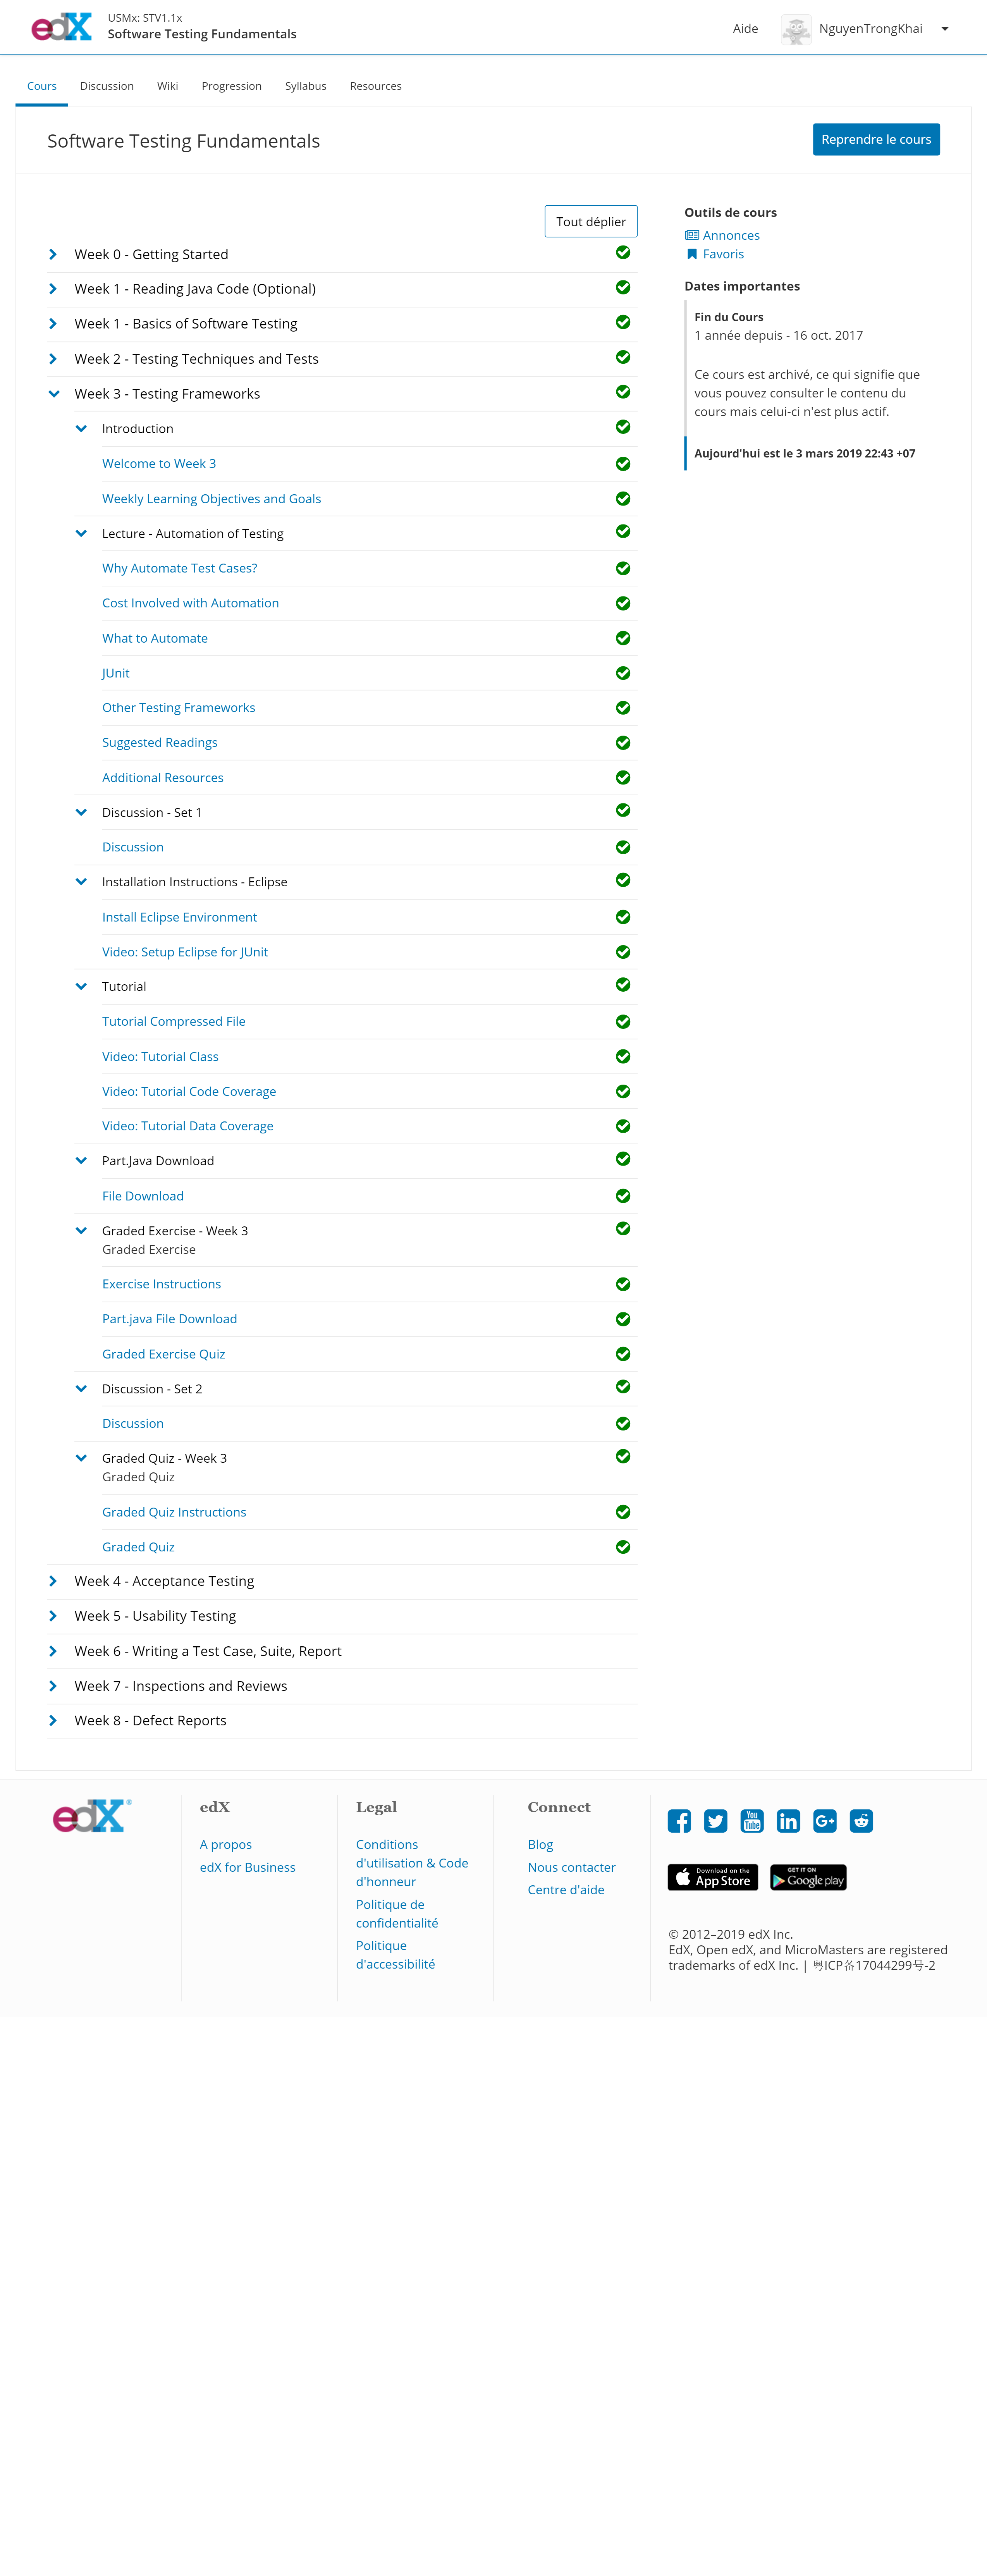 edX
USMx: STV1.1x
Software Testing Fundamentals
Aide
NguyenTrongKhai
Cours
Discussion
Wiki
Progression
Syllabus
Resources
Software Testing Fundamentals
Reprendre le cours
Tout déplier
Week 0 - Getting Started
Week 1 - Reading Java Code (Optional)
Week 1 - Basics of Software Testing
Week 2 - Testing Techniques and Tests
Week 3 - Testing Frameworks
Introduction
Welcome to Week 3
Weekly Learning Objectives and Goals
Lecture - Automation of Testing
Why Automate Test Cases?
Cost Involved with Automation
What to Automate
JUnit
Other Testing Frameworks
Suggested Readings
Additional Resources
Discussion - Set 1
Discussion
Installation Instructions - Eclipse
Install Eclipse Environment
Video: Setup Eclipse for JUnit
Tutorial
Tutorial Compressed File
Video: Tutorial Class
Video: Tutorial Code Coverage
Video: Tutorial Data Coverage
Part.Java Download
File Download
Graded Exercise - Week 3
Graded Exercise
Exercise Instructions
Part.java File Download
Graded Exercise Quiz
Discussion - Set 2
Discussion
Graded Quiz - Week 3
Graded Quiz
Graded Quiz Instructions
Graded Quiz
Week 4 - Acceptance Testing
Week 5 - Usability Testing
Week 6 - Writing a Test Case, Suite, Report
Week 7 - Inspections and Reviews
Week 8 - Defect Reports
Outils de cours
Annonces
Favoris
Dates importantes
Fin du Cours
1 année depuis - 16 oct. 2017
Ce cours est archivé, ce qui signifie que
vous pouvez consulter le contenu du
cours mais celui-ci n'est plus actif.
Aujourd'hui est le 3 mars 2019 22:43 +07
edX®
edX
A propos
edX for Business
Legal
Conditions
d'utilisation & Code
d'honneur
Politique de
confidentialité
Politique
d'accessibilité
Connect
Blog
Nous contacter
Centre d'aide
You
Tube
in
G+
Download on the
App Store
GET IT ON
Google play
© 2012–2019 edX Inc.
EdX, Open edX, and MicroMasters are registered
trademarks of edX Inc. | 粤ICP备17044299号-2